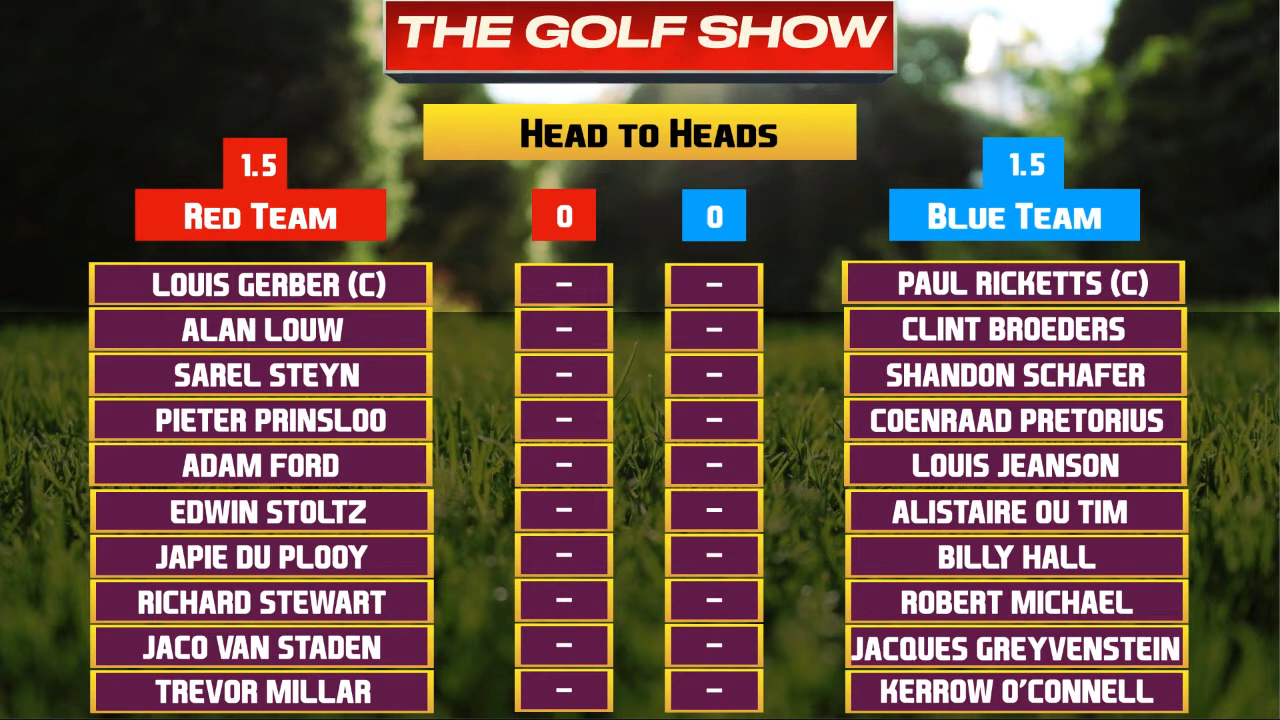 THE GOLF SHOW
HEAD TO HEADS
1.5 1.5
RED TEAM 0 0 BLUE TEAM
LOUIS GERBER (C) – – PAUL RICKETTS (C)
ALAN LOUW – – CLINT BROEDERS
SAREL STEYN – – SHANDON SCHAFER
PIETER PRINSLOO – – COENRAAD PRETORIUS
ADAM FORD – – LOUIS JEANSON
EDWIN STOLTZ – – ALISTAIRE OU TIM
JAPIE DU PLOOY – – BILLY HALL
RICHARD STEWART – – ROBERT MICHAEL
JACO VAN STADEN – – JACQUES GREYVENSTEIN
TREVOR MILLAR – – KERROW O'CONNELL